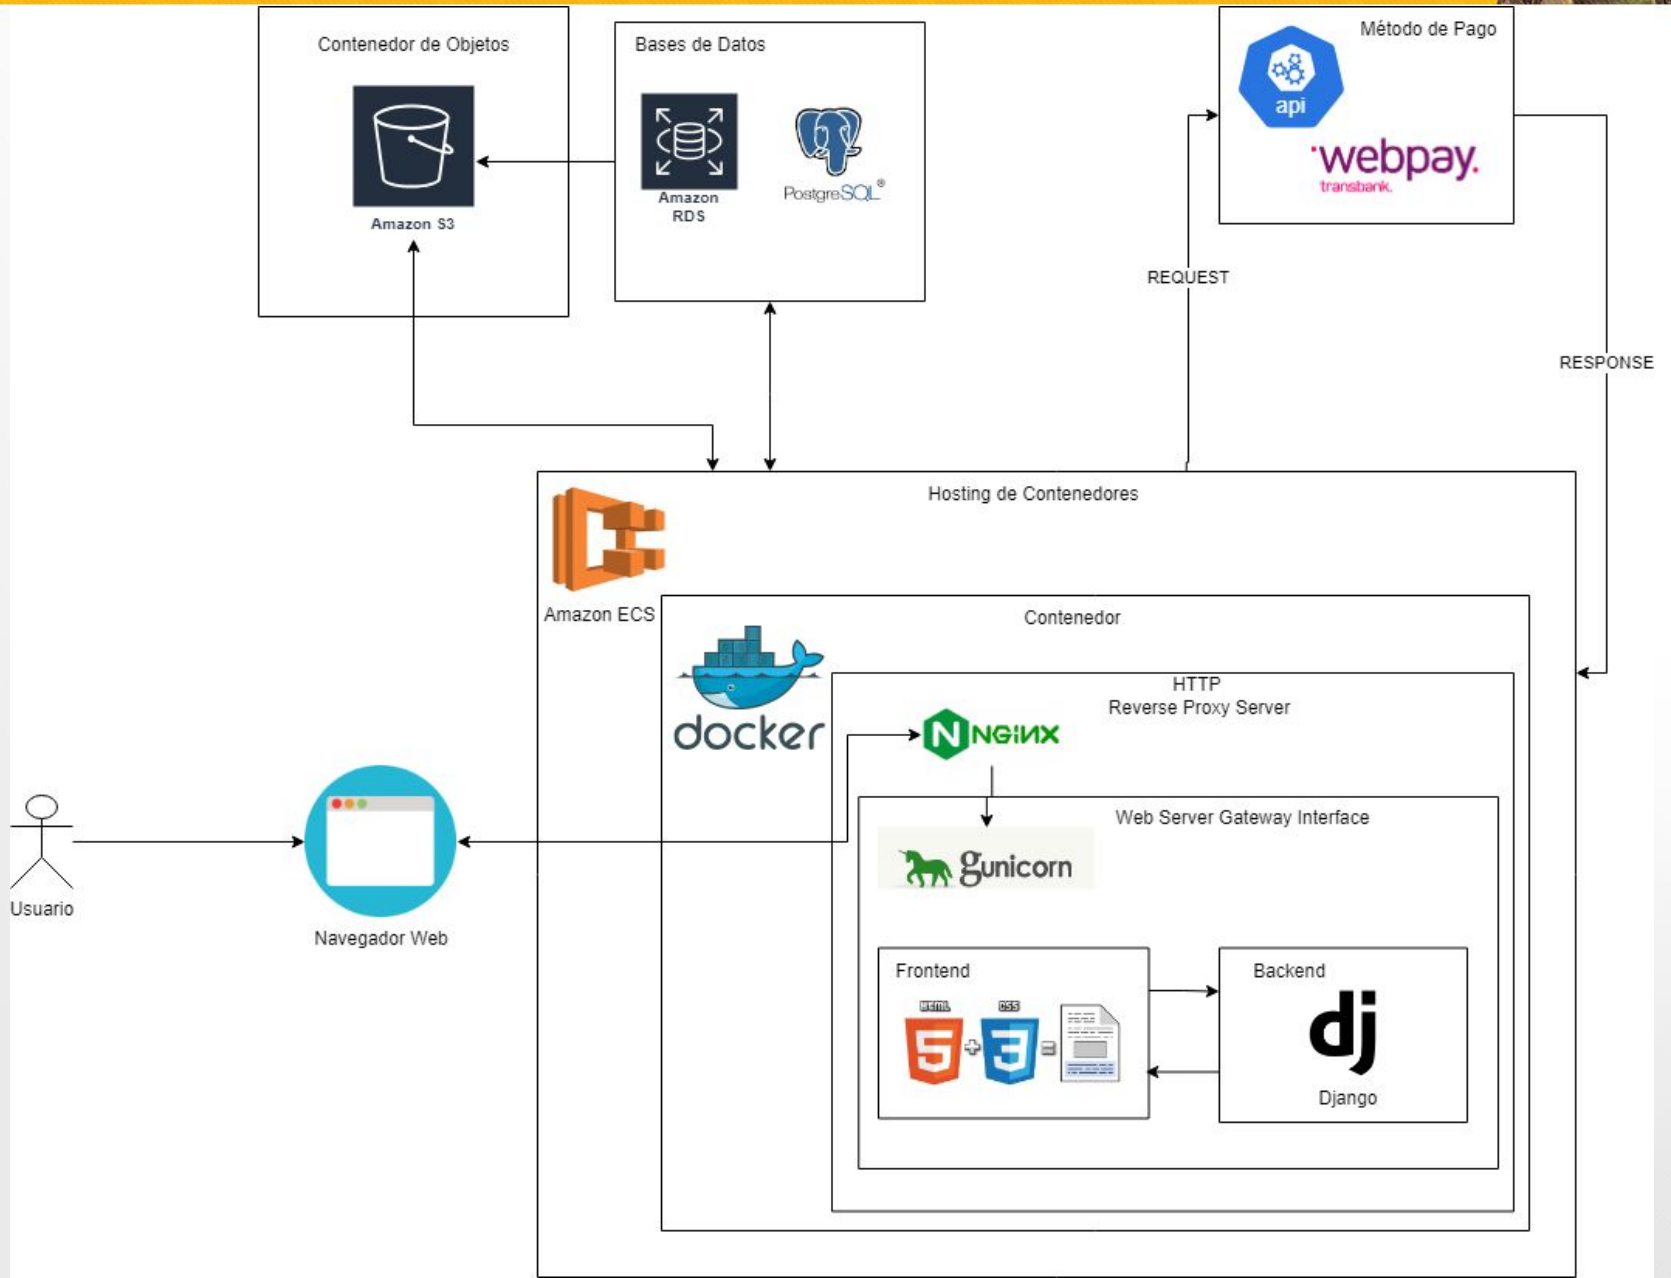 Contenedor de Objetos
Amazon S3
Bases de Datos
Amazon
RDS
PostgreSQL®
Método de Pago
api
webpay.
transbank.
REQUEST
RESPONSE
Hosting de Contenedores
Amazon ECS
Contenedor
docker
HTTP
Reverse Proxy Server
N NGINX
Web Server Gateway Interface
gunicorn
Usuario
Navegador Web
Frontend
HTML
CSS
5 + 3 =
Backend
dj
Django